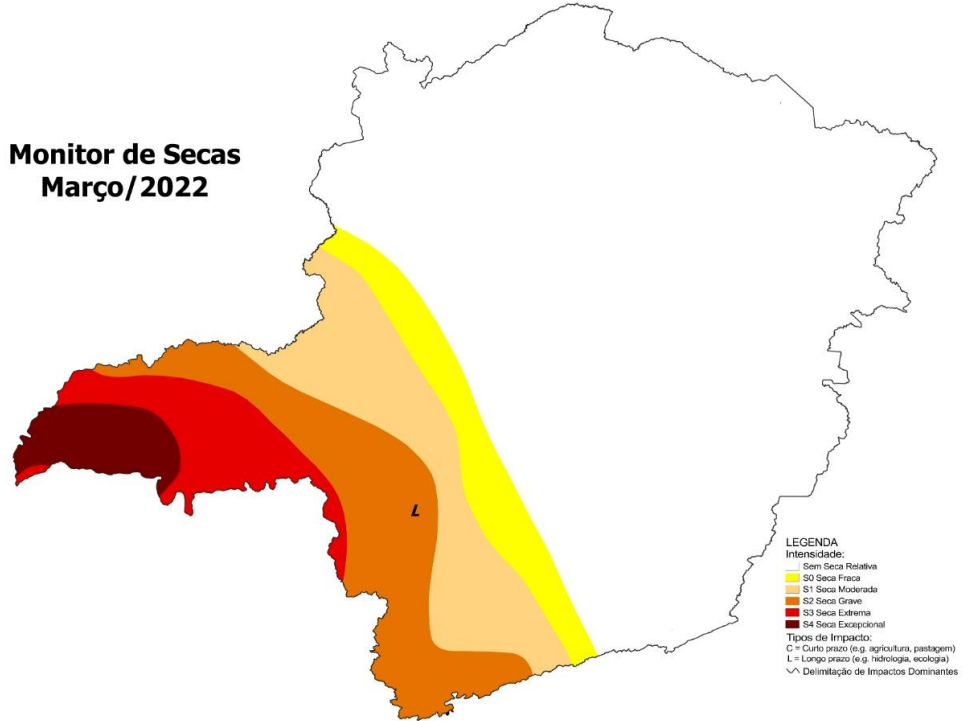 Monitor de Secas
Março/2022
L
LEGENDA
Intensidade:
Sem Seca Relativa
S0 Seca Fraca
S1 Seca Moderada
S2 Seca Grave
S3 Seca Extrema
S4 Seca Excepcional
Tipos de Impacto:
C = Curto prazo (e.g. agricultura, pastagem)
L = Longo prazo (e.g. hidrologia, ecologia)
Delimitação de Impactos Dominantes